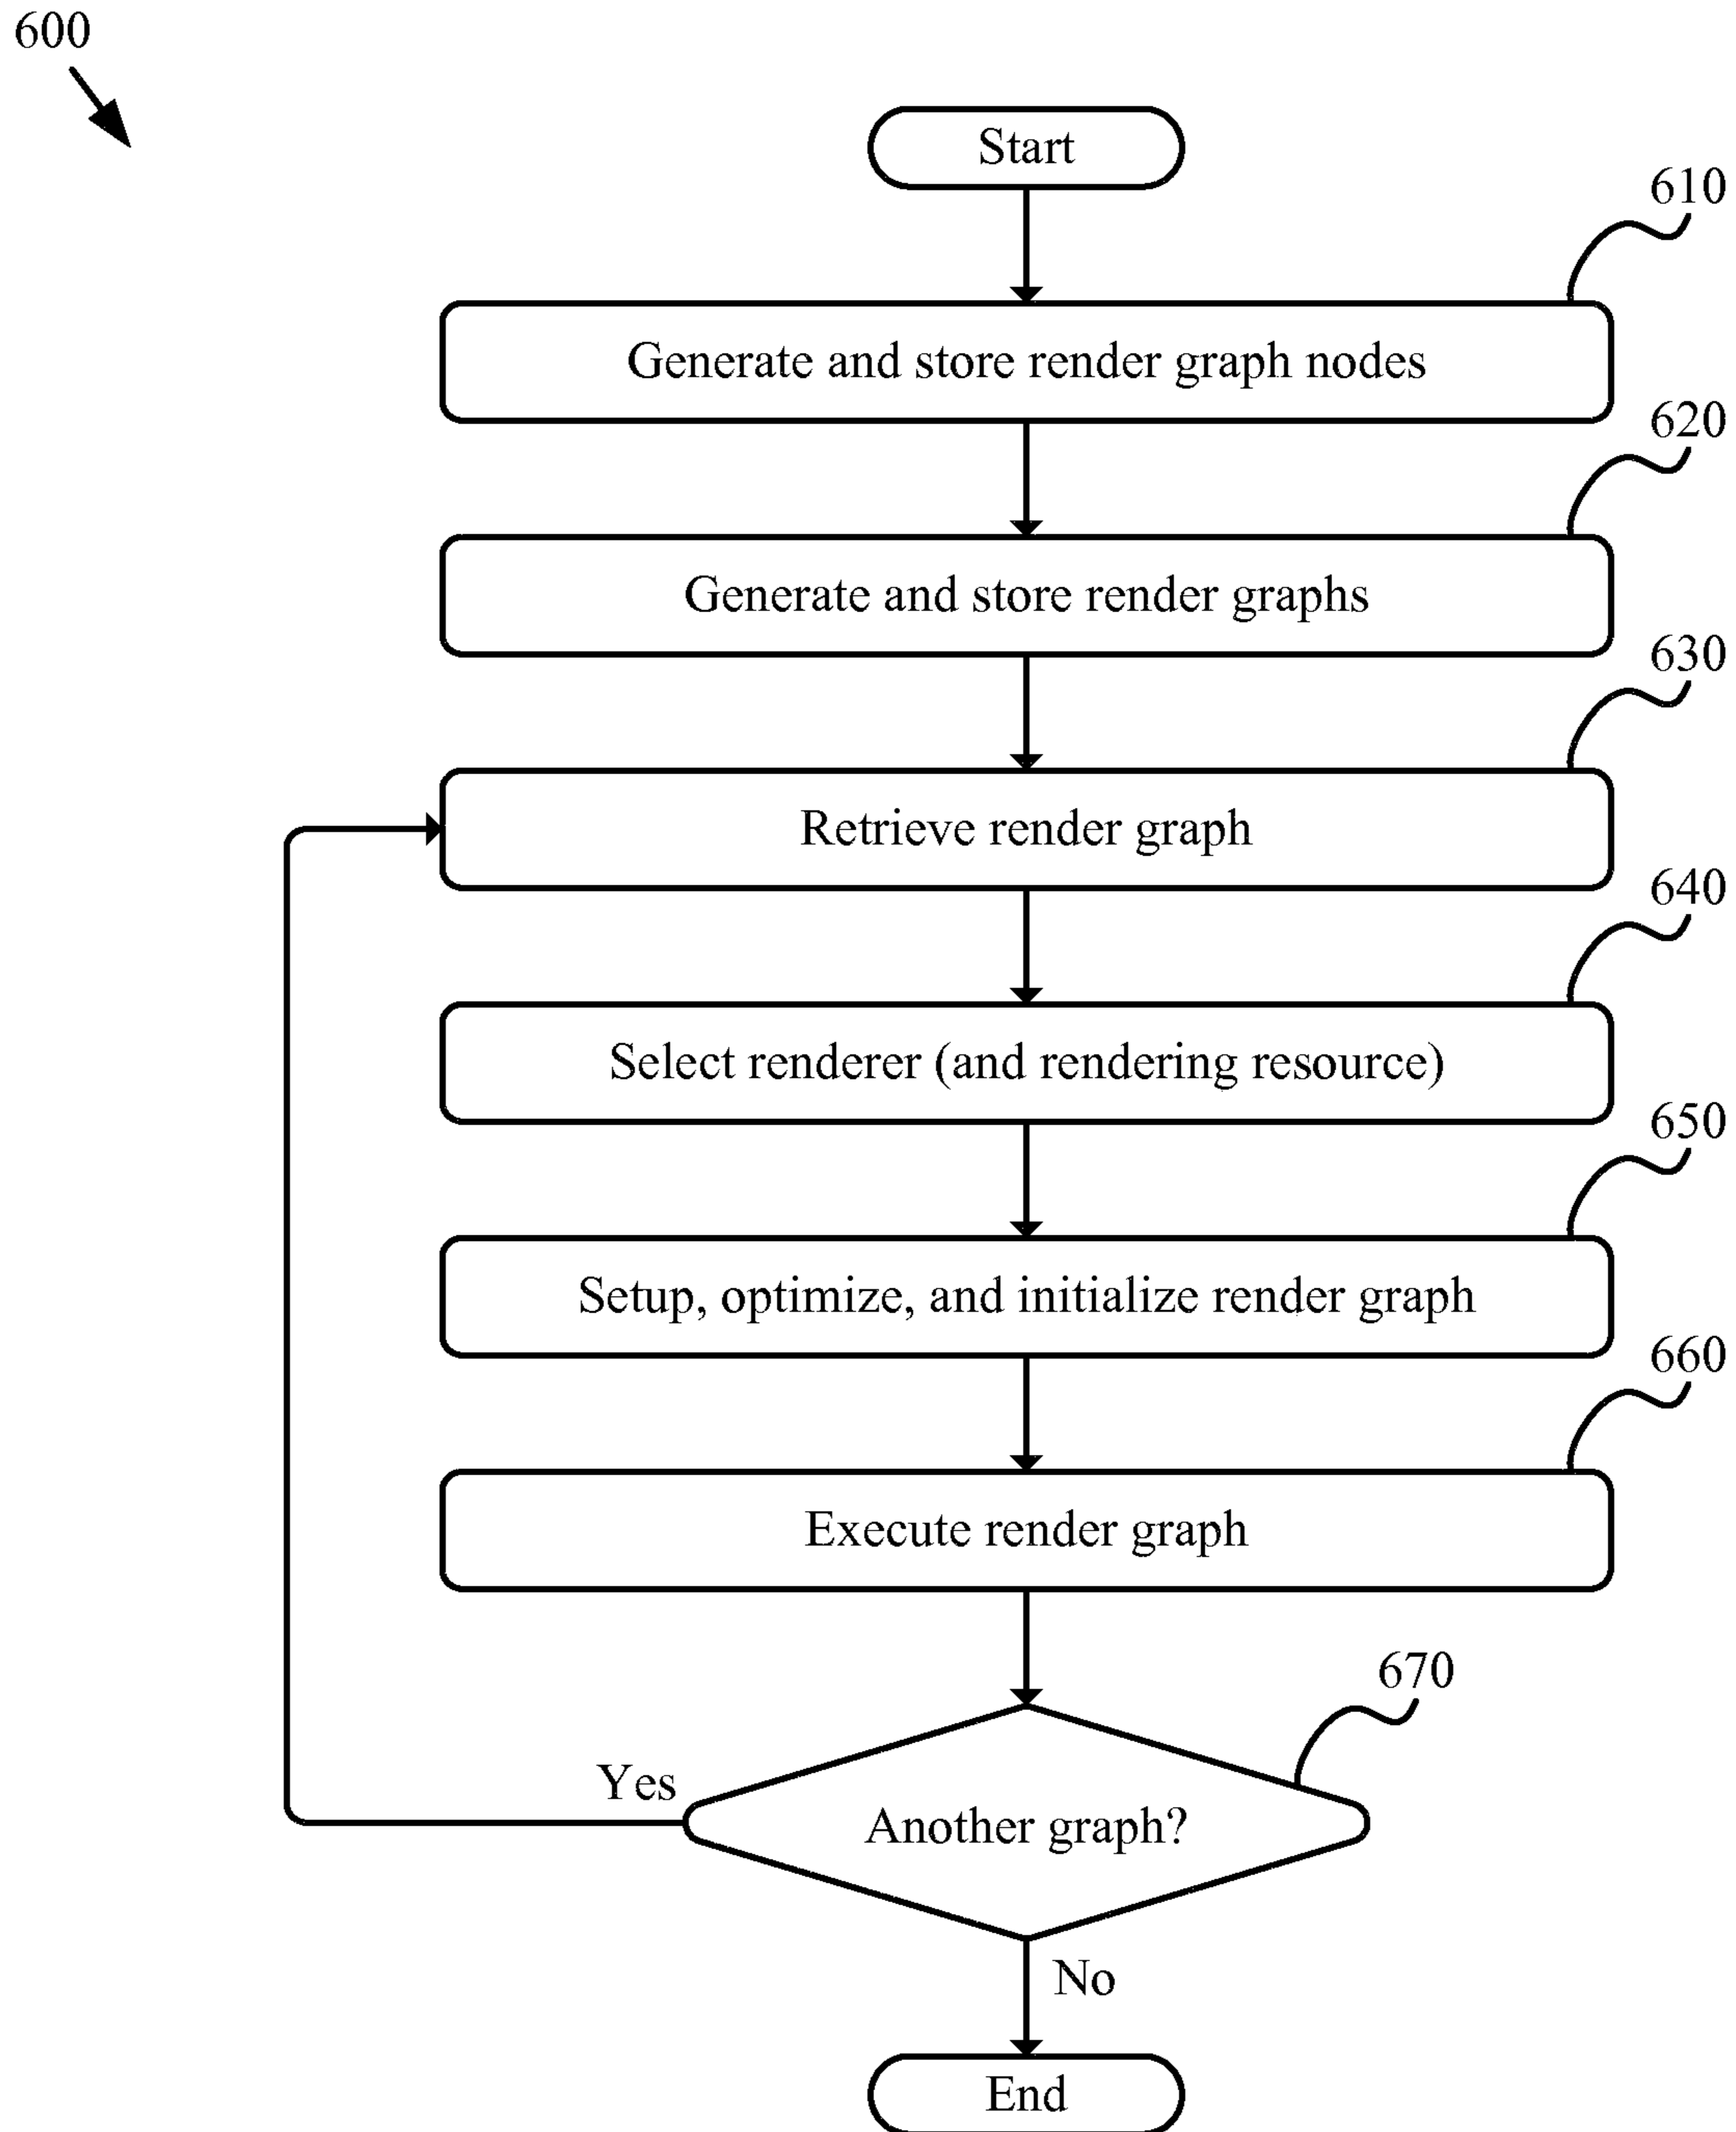 600
Start
610
Generate and store render graph nodes
620
Generate and store render graphs
630
Retrieve render graph
640
Select renderer (and rendering resource)
650
Setup, optimize, and initialize render graph
660
Execute render graph
670
Yes
Another graph?
No
End